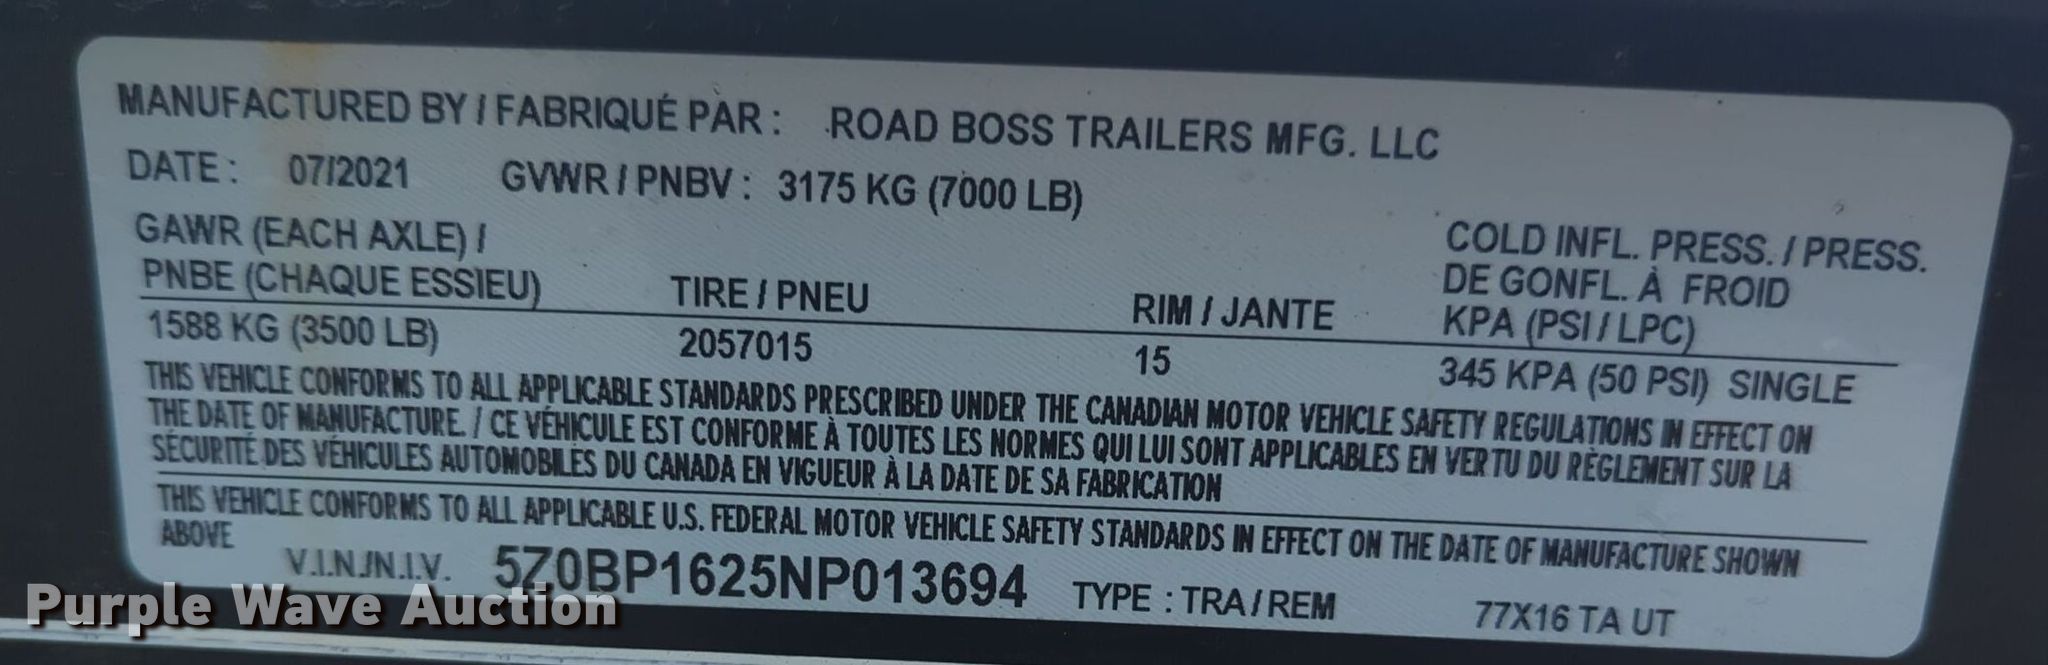 MANUFACTURED BY / FABRIQUÉ PAR : ROAD BOSS TRAILERS MFG. LLC
DATE : 07/2021 GVWR / PNBV : 3175 KG (7000 LB)
GAWR (EACH AXLE) /
PNBE (CHAQUE ESSIEU) TIRE / PNEU RIM / JANTE COLD INFL. PRESS. / PRESS.
DE GONFL. À FROID
KPA (PSI / LPC)
1588 KG (3500 LB) 2057015 15 345 KPA (50 PSI) SINGLE
THIS VEHICLE CONFORMS TO ALL APPLICABLE STANDARDS PRESCRIBED UNDER THE CANADIAN MOTOR VEHICLE SAFETY REGULATIONS IN EFFECT ON
THE DATE OF MANUFACTURE. / CE VÉHICULE EST CONFORME À TOUTES LES NORMES QUI LUI SONT APPLICABLES EN VERTU DU RÈGLEMENT SUR LA
SÉCURITÉ DES VÉHICULES AUTOMOBILES DU CANADA EN VIGUEUR À LA DATE DE SA FABRICATION
THIS VEHICLE CONFORMS TO ALL APPLICABLE U.S. FEDERAL MOTOR VEHICLE SAFETY STANDARDS IN EFFECT ON THE DATE OF MANUFACTURE SHOWN
ABOVE
V.I.N./N.I.V. 5Z0BP1625NP013694 TYPE : TRA / REM 77X16 TA UT
Purple Wave Auction